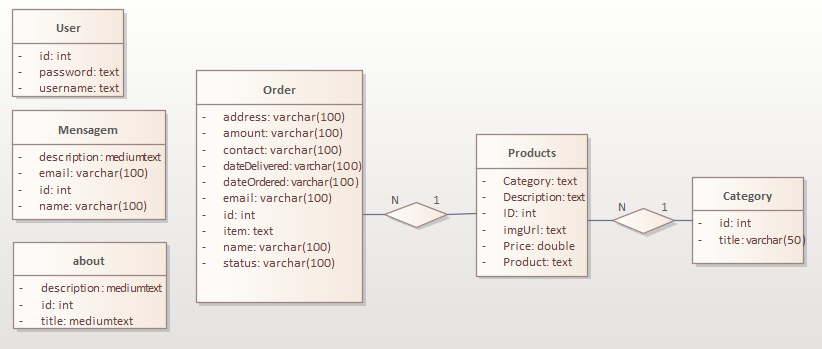 User
- id: int
- password: text
- username: text
Mensagem
- description: mediumtext
- email: varchar(100)
- id: int
- name: varchar(100)
about
- description: mediumtext
- id: int
- title: mediumtext
Order
- address: varchar(100)
- amount: varchar(100)
- contact: varchar(100)
- dateDelivered: varchar(100)
- dateOrdered: varchar(100)
- email: varchar(100)
- id: int
- item: text
- name: varchar(100)
- status: varchar(100)
N 1
Products
- Category: text
- Description: text
- ID: int
- imgUrl: text
- Price: double
- Product: text
N 1
Category
- id: int
- title: varchar(50)